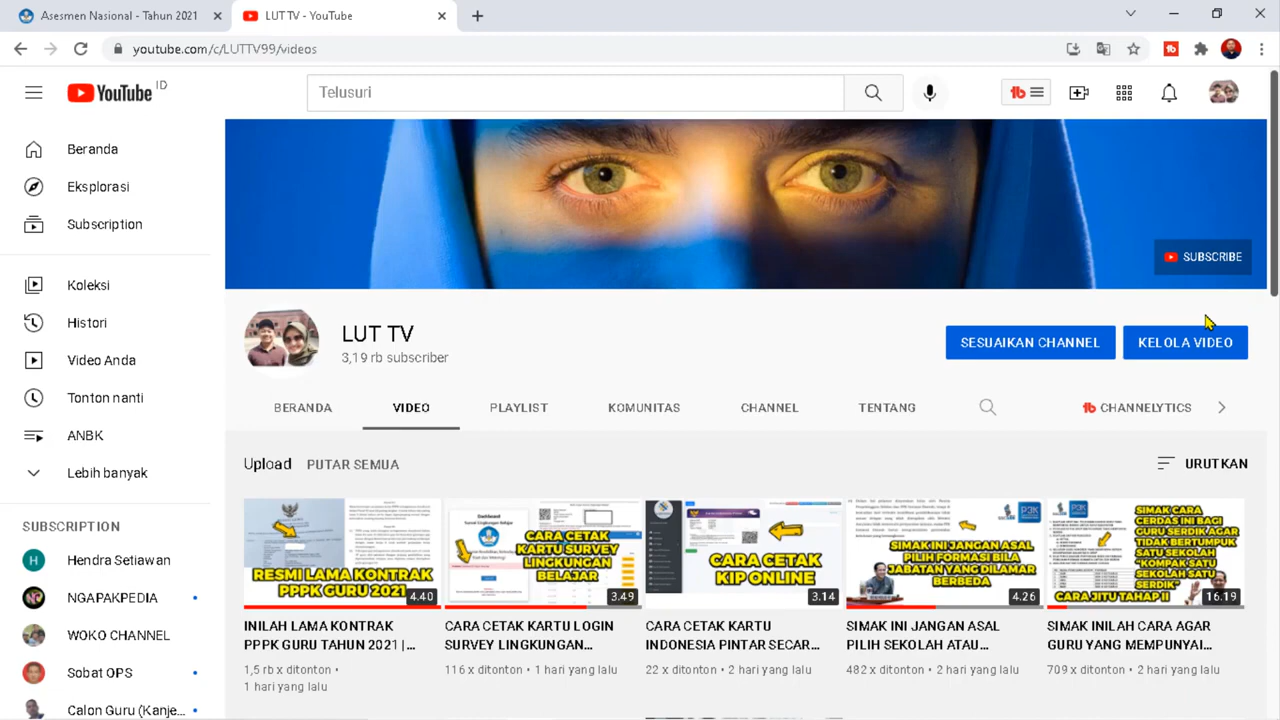 Asesmen Nasional - Tahun 2021
LUT TV - YouTube
youtube.com/c/LUTTV99/videos
YouTube ID
Telusuri
Beranda
Eksplorasi
Subscription
Koleksi
Histori
Video Anda
Tonton nanti
ANBK
Lebih banyak
SUBSCRIPTION
Hendra Setiawan
NGAPAKPEDIA
WOKO CHANNEL
Sobat OPS
Calon Guru (Kanje...
SUBSCRIBE
LUT TV
3,19 rb subscriber
SESUAIKAN CHANNEL
KELOLA VIDEO
BERANDA
VIDEO
PLAYLIST
KOMUNITAS
CHANNEL
TENTANG
CHANNELYTICS
Upload
PUTAR SEMUA
URUTKAN
RESMI LAMA KONTRAK
PPPK GURU 2021
4.40
INILAH LAMA KONTRAK
PPPK GURU TAHUN 2021 |...
1,5 rb x ditonton •
1 hari yang lalu
CARA CETAK
KARTU SURVEY
LINGKUNGAN
BELAJAR
3.49
CARA CETAK KARTU LOGIN
SURVEY LINGKUNGAN...
116 x ditonton • 1 hari yang lalu
CARA CETAK
KIP ONLINE
3.14
CARA CETAK KARTU
INDONESIA PINTAR SECAR...
22 x ditonton • 2 hari yang lalu
SIMAK INI JANGAN ASAL
PILIH FORMASI BILA
JABATAN YANG DILAMAR
BERBEDA
4.26
SIMAK INI JANGAN ASAL
PILIH SEKOLAH ATAU...
482 x ditonton • 2 hari yang lalu
SIMAK CARA
CERDAS INI BAGI
GURU SERDIK AGAR
TIDAK BERTUMPUK
SATU SEKOLAH
"KOMPAK SATU
SEKOLAH SATU
SERDIK"
CARA JITU TAHAP II
16.19
SIMAK INILAH CARA AGAR
GURU YANG MEMPUNYAI...
709 x ditonton • 2 hari yang lalu